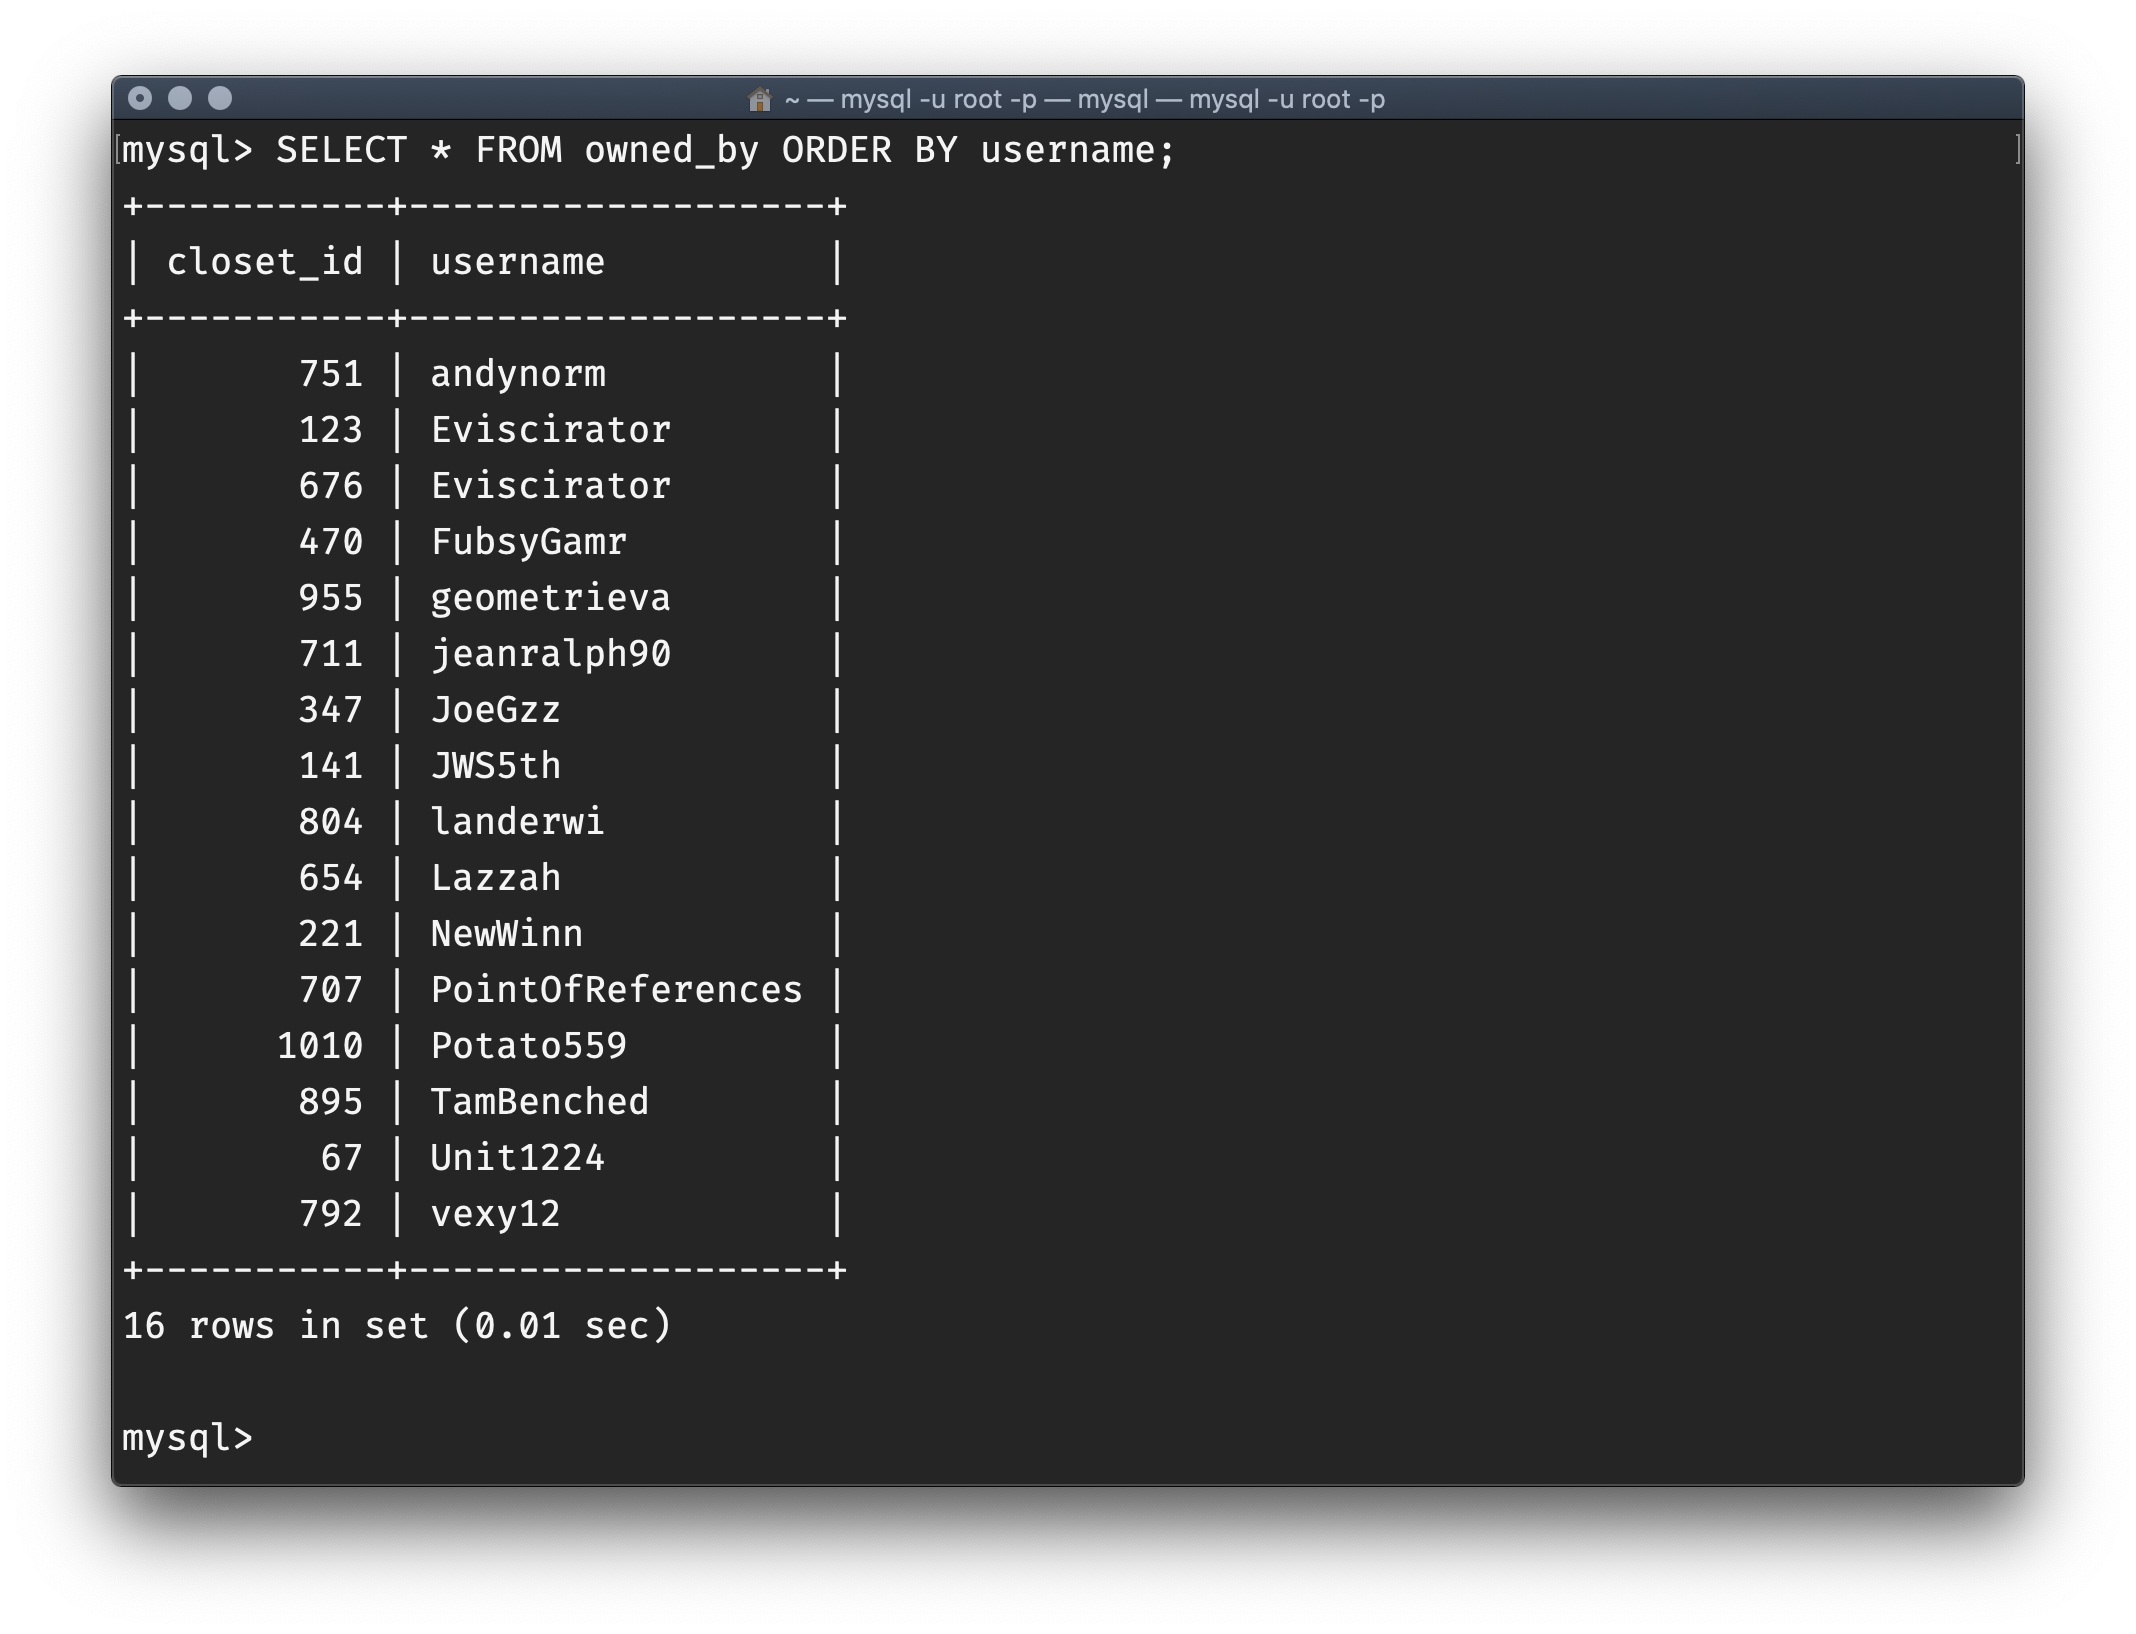 ~ — mysql -u root -p — mysql — mysql -u root -p
mysql> SELECT * FROM owned_by ORDER BY username;
+-----------+-------------------+
| closet_id | username          |
+-----------+-------------------+
|       751 | andynorm          |
|       123 | Eviscirator       |
|       676 | Eviscirator       |
|       470 | FubsyGamr         |
|       955 | geometrieva       |
|       711 | jeanralph90       |
|       347 | JoeGzz            |
|       141 | JWS5th            |
|       804 | landerwi          |
|       654 | Lazzah            |
|       221 | NewWinn           |
|       707 | PointOfReferences |
|      1010 | Potato559         |
|       895 | TamBenched        |
|        67 | Unit1224          |
|       792 | vexy12            |
+-----------+-------------------+
16 rows in set (0.01 sec)
mysql>